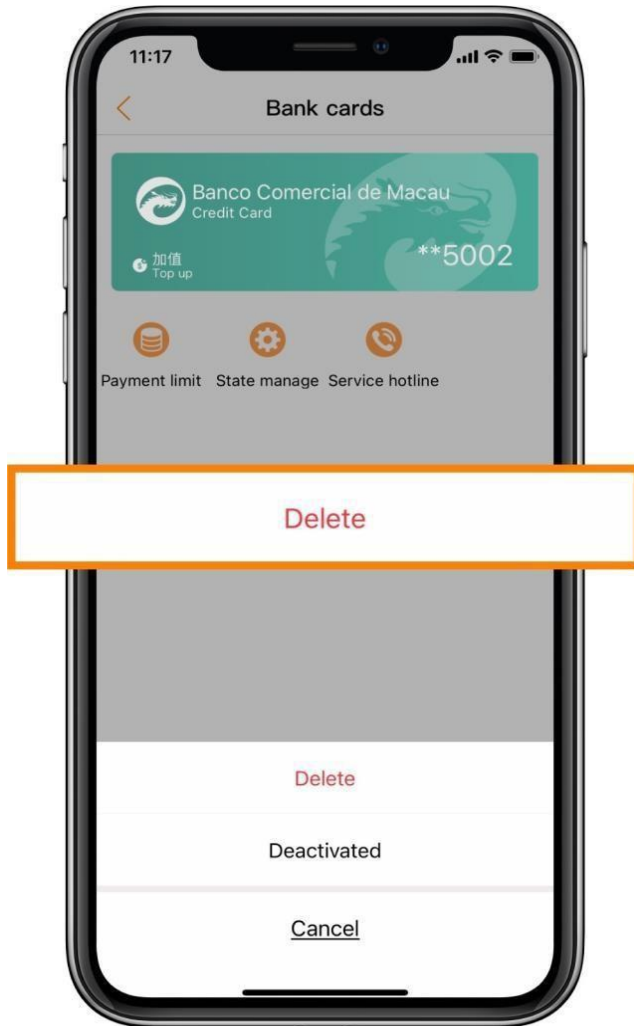 11:17
Bank cards
Banco Comercial de Macau
Credit Card
加值
Top up
**5002
Payment limit State manage Service hotline
Delete
Delete
Deactivated
Cancel